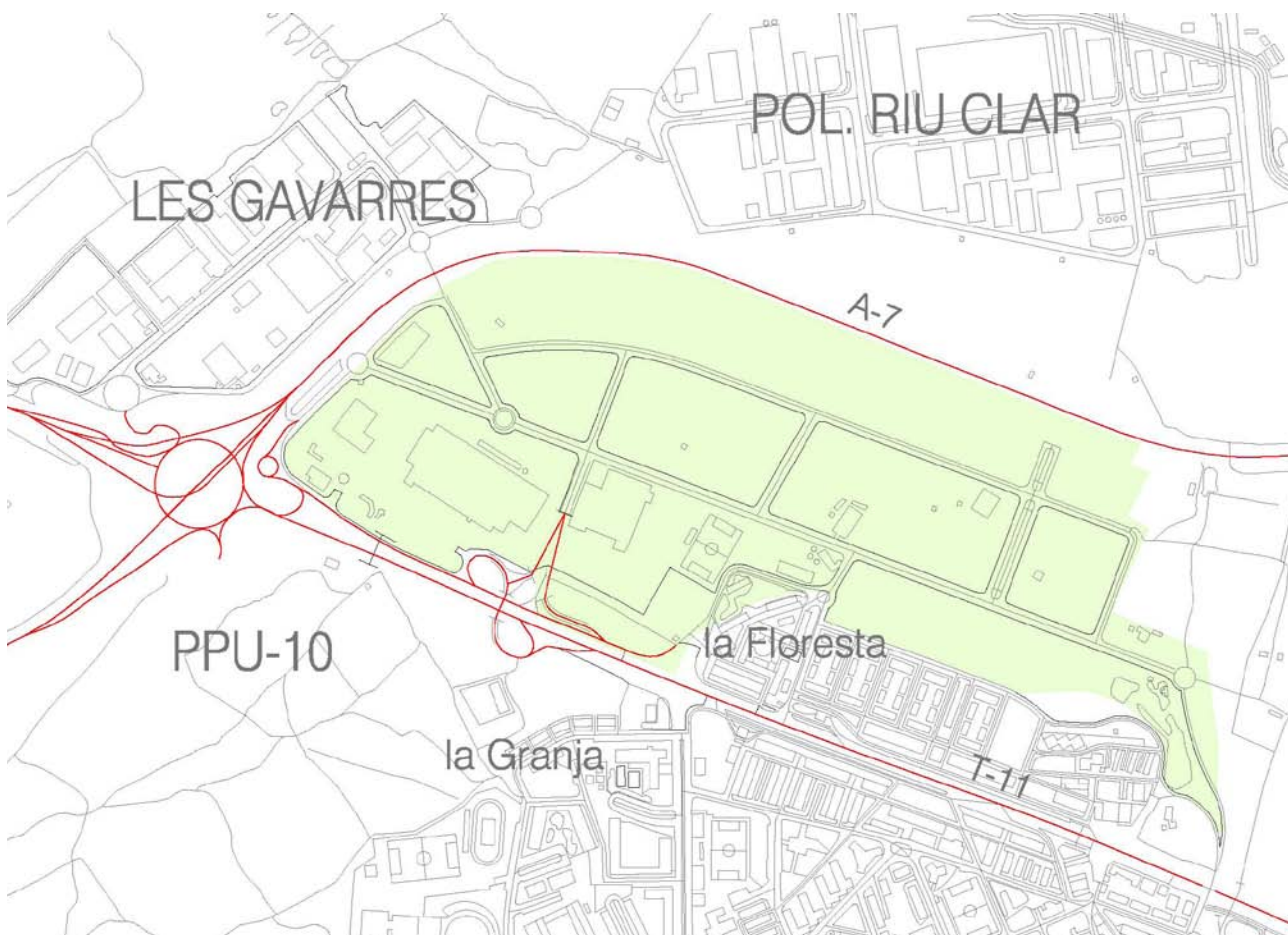 POL. RIU CLAR
LES GAVARRES
A-7
PPU-10
la Floresta
la Granja
T-11